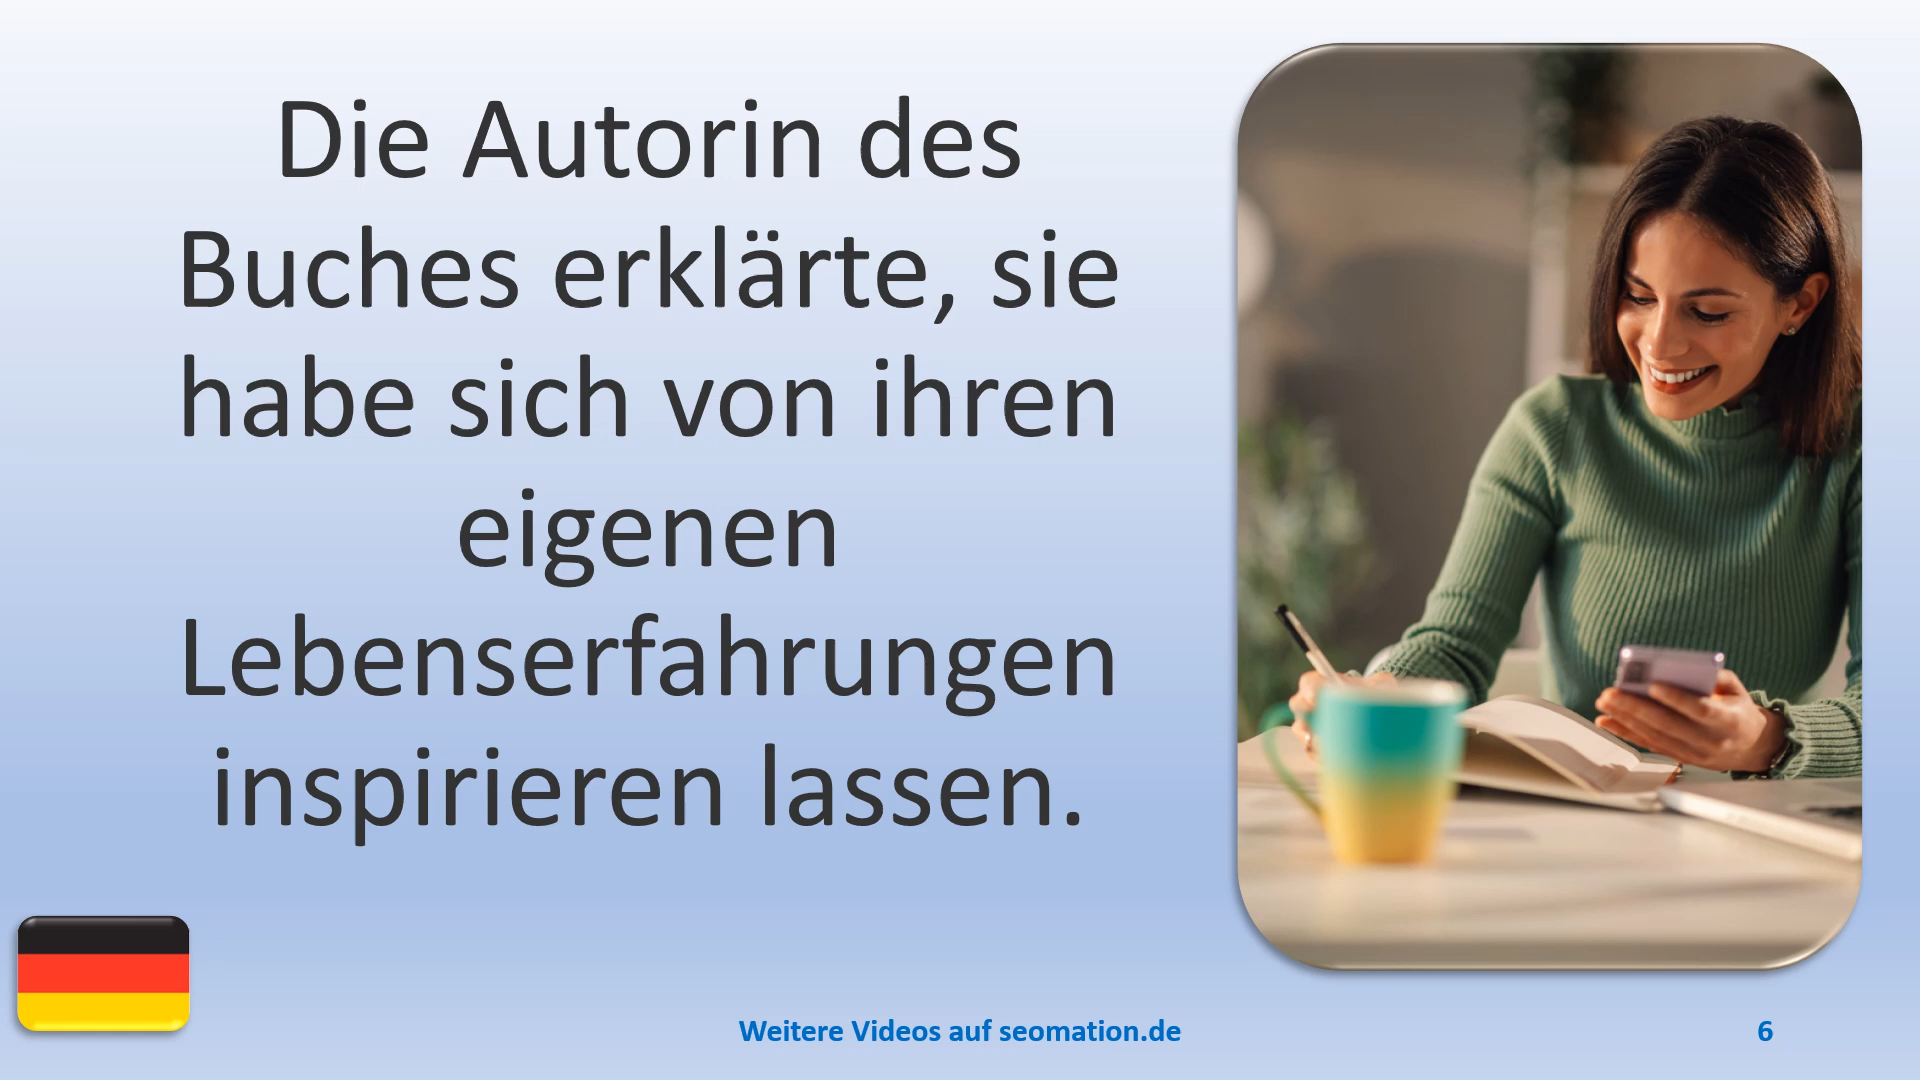 Die Autorin des
Buches erklärte, sie
habe sich von ihren
eigenen
Lebenserfahrungen
inspirieren lassen.
Weitere Videos auf seomation.de
6